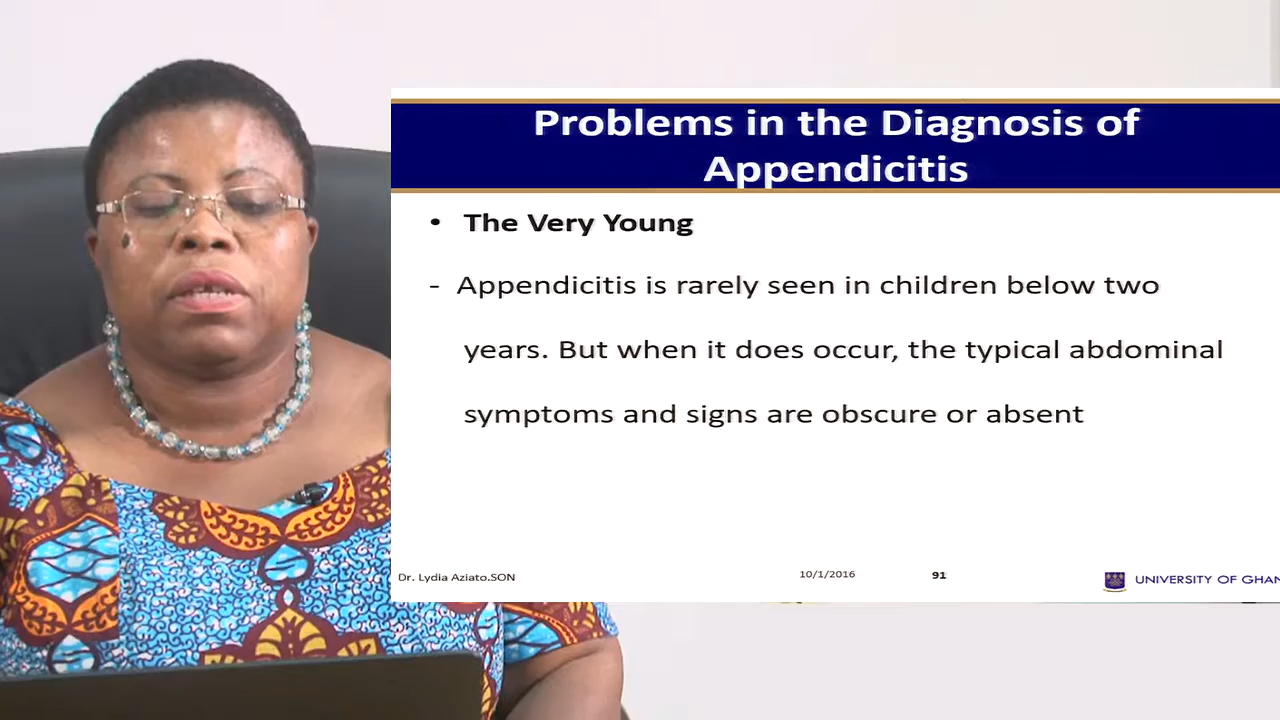 Problems in the Diagnosis of
Appendicitis
• The Very Young
- Appendicitis is rarely seen in children below two
years. But when it does occur, the typical abdominal
symptoms and signs are obscure or absent
Dr. Lydia Aziato.SON
10/1/2016
91
UNIVERSITY OF GHAN